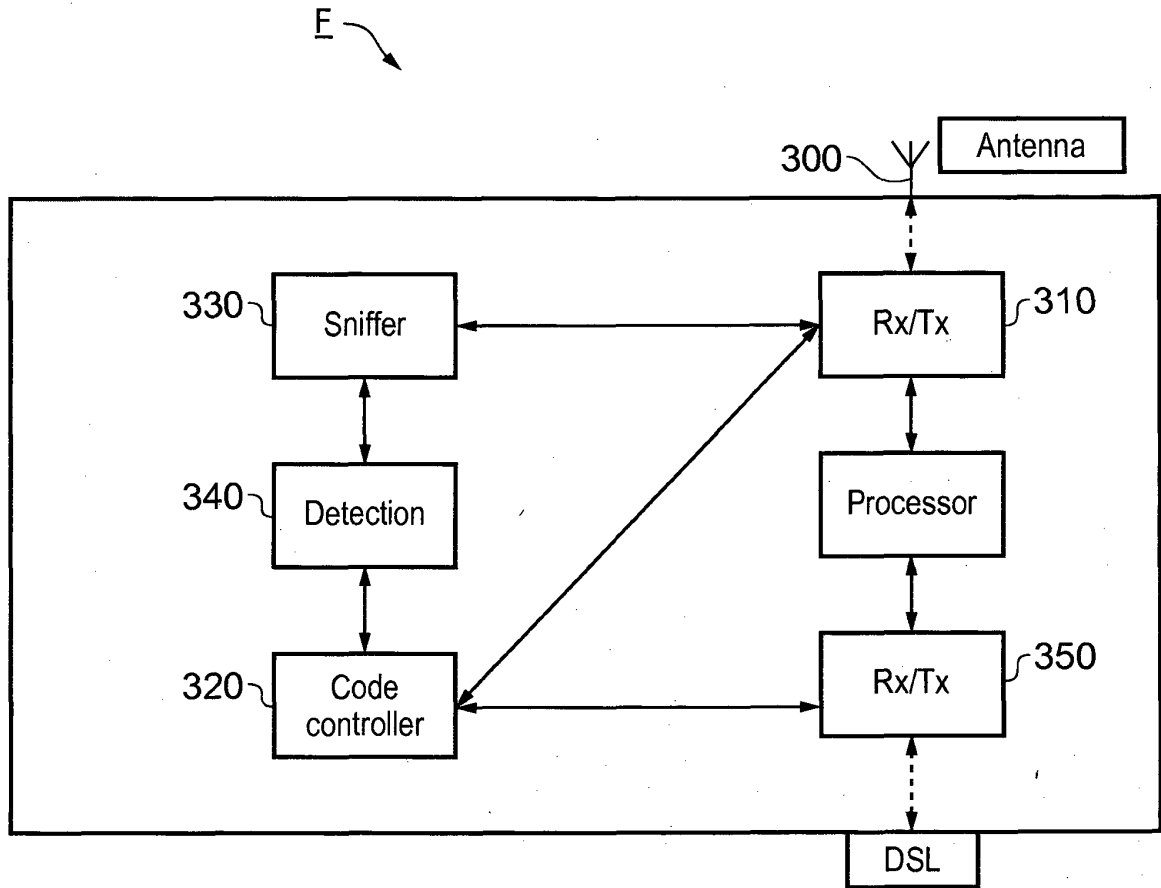 F
Antenna
300
330
Sniffer
Rx/Tx
310
340
Detection
Processor
320
Code
controller
Rx/Tx
350
DSL